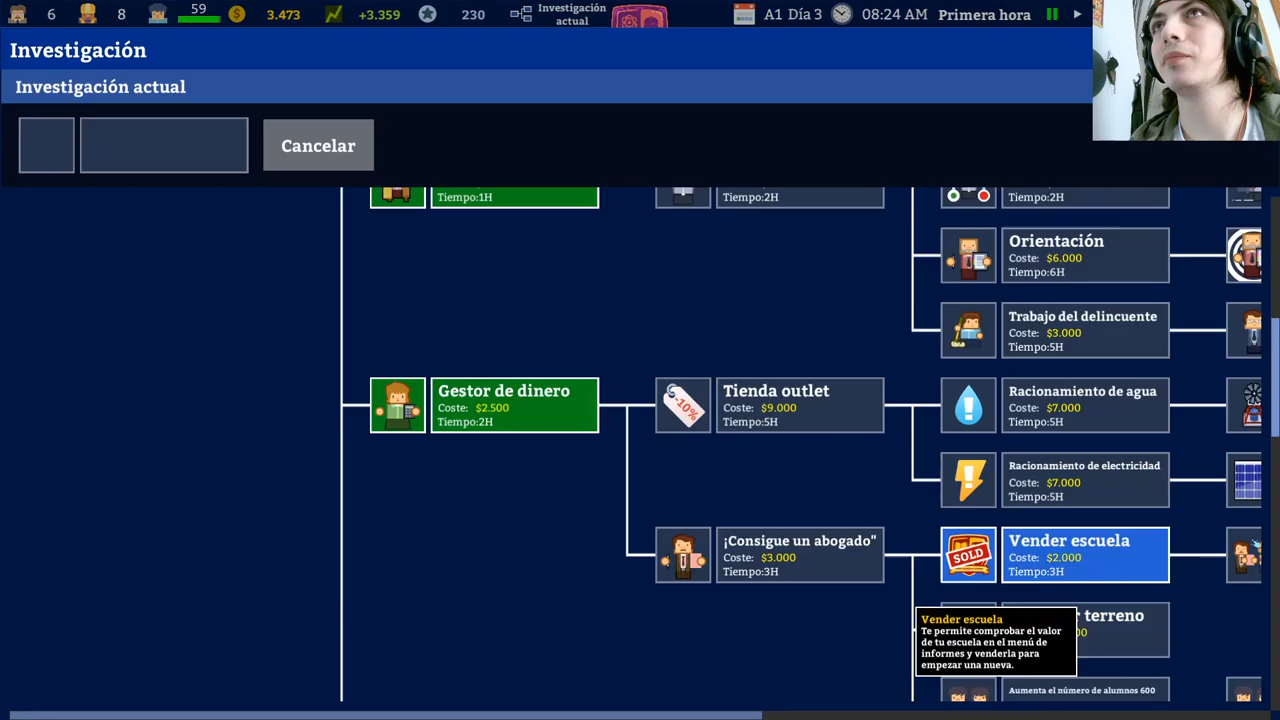 6
8
59
3.473
+3.359
230
Investigación
actual
A1 Día 3
08:24 AM
Primera hora
Investigación
Investigación actual
Cancelar
Tiempo:1H
Tiempo:2H
Tiempo:2H
Orientación
Coste: $6.000
Tiempo:6H
Trabajo del delincuente
Coste: $3.000
Tiempo:5H
Gestor de dinero
Coste: $2.500
Tiempo:2H
-10%
Tienda outlet
Coste: $9.000
Tiempo:5H
Racionamiento de agua
Coste: $7.000
Tiempo:5H
Racionamiento de electricidad
Coste: $7.000
Tiempo:5H
¡Consigue un abogado"
Coste: $3.000
Tiempo:3H
SOLD
Vender escuela
Coste: $2.000
Tiempo:3H
terreno
Vender escuela
Te permite comprobar el valor
de tu escuela en el menú de
informes y venderla para
empezar una nueva.
Aumenta el número de alumnos 600